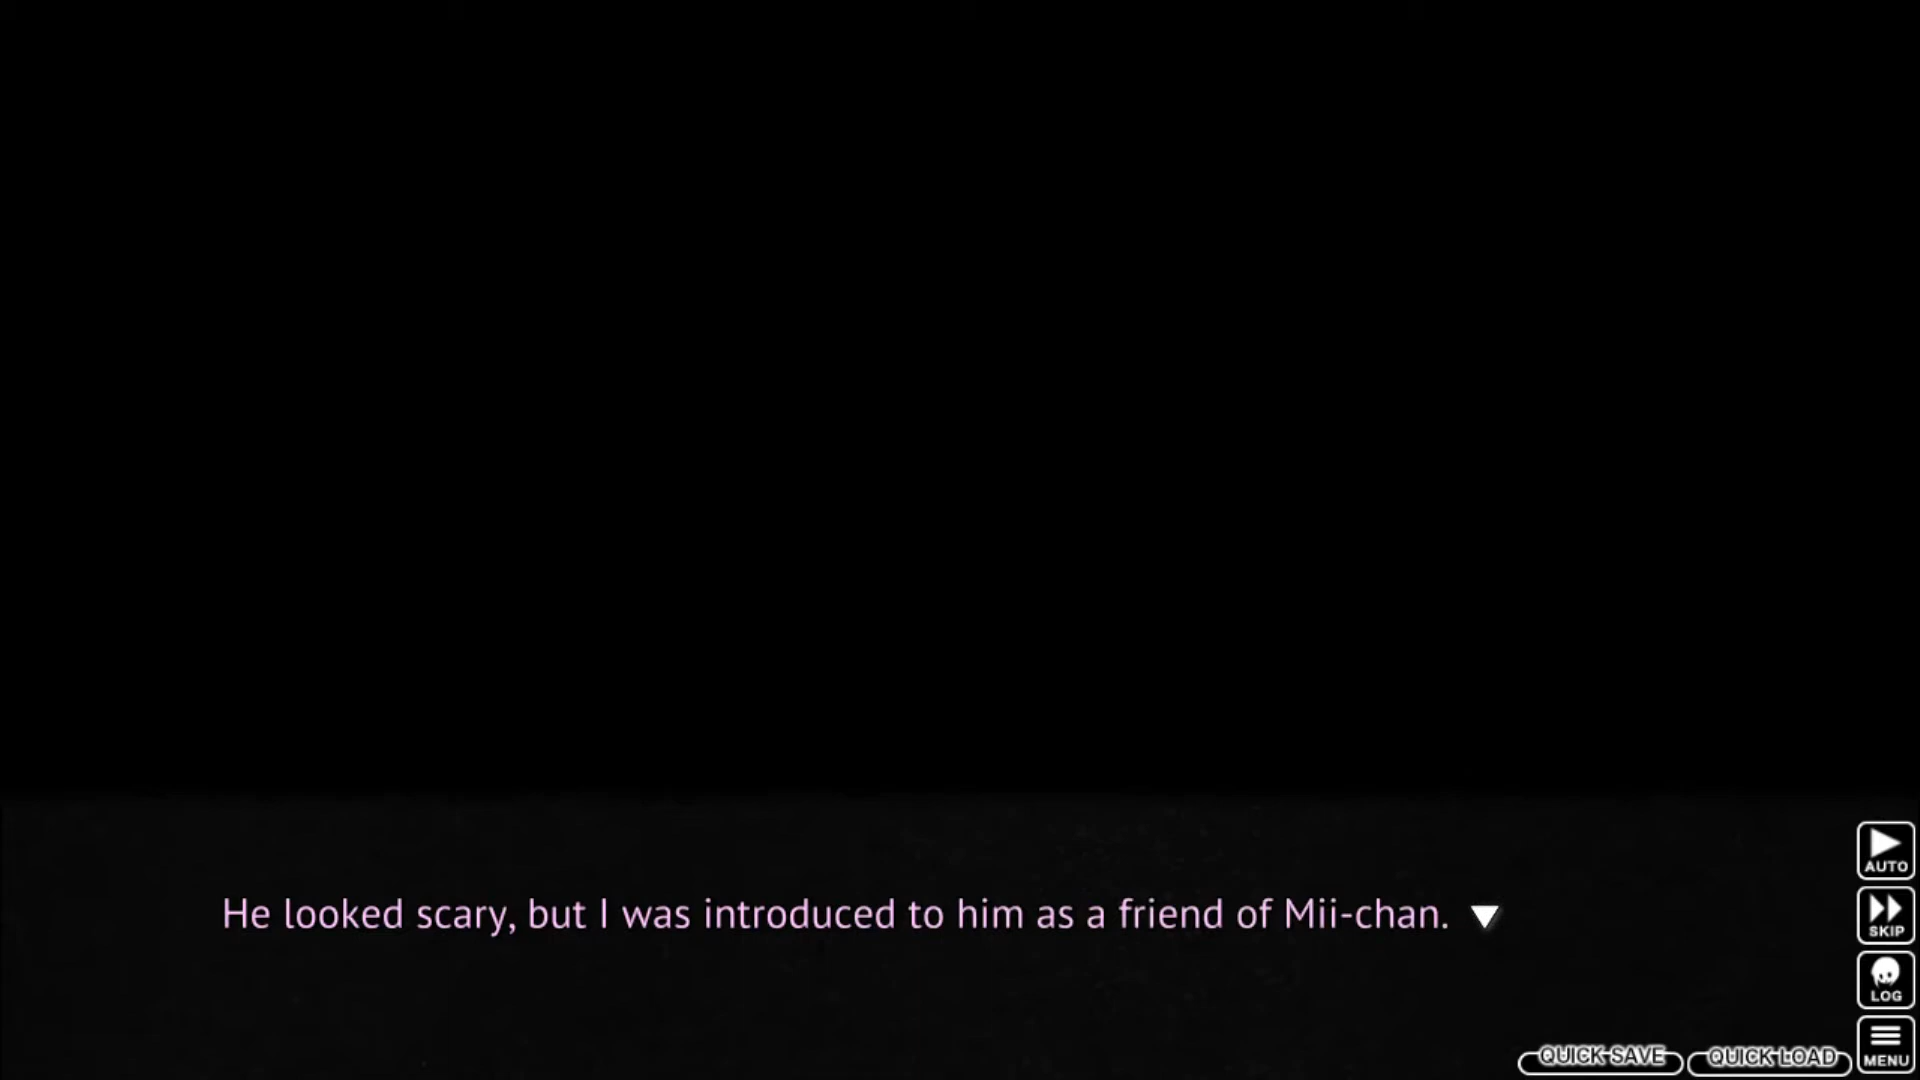 He looked scary, but I was introduced to him as a friend of Mii-chan.
AUTO
SKIP
LOG
MENU
QUICK SAVE
QUICK LOAD